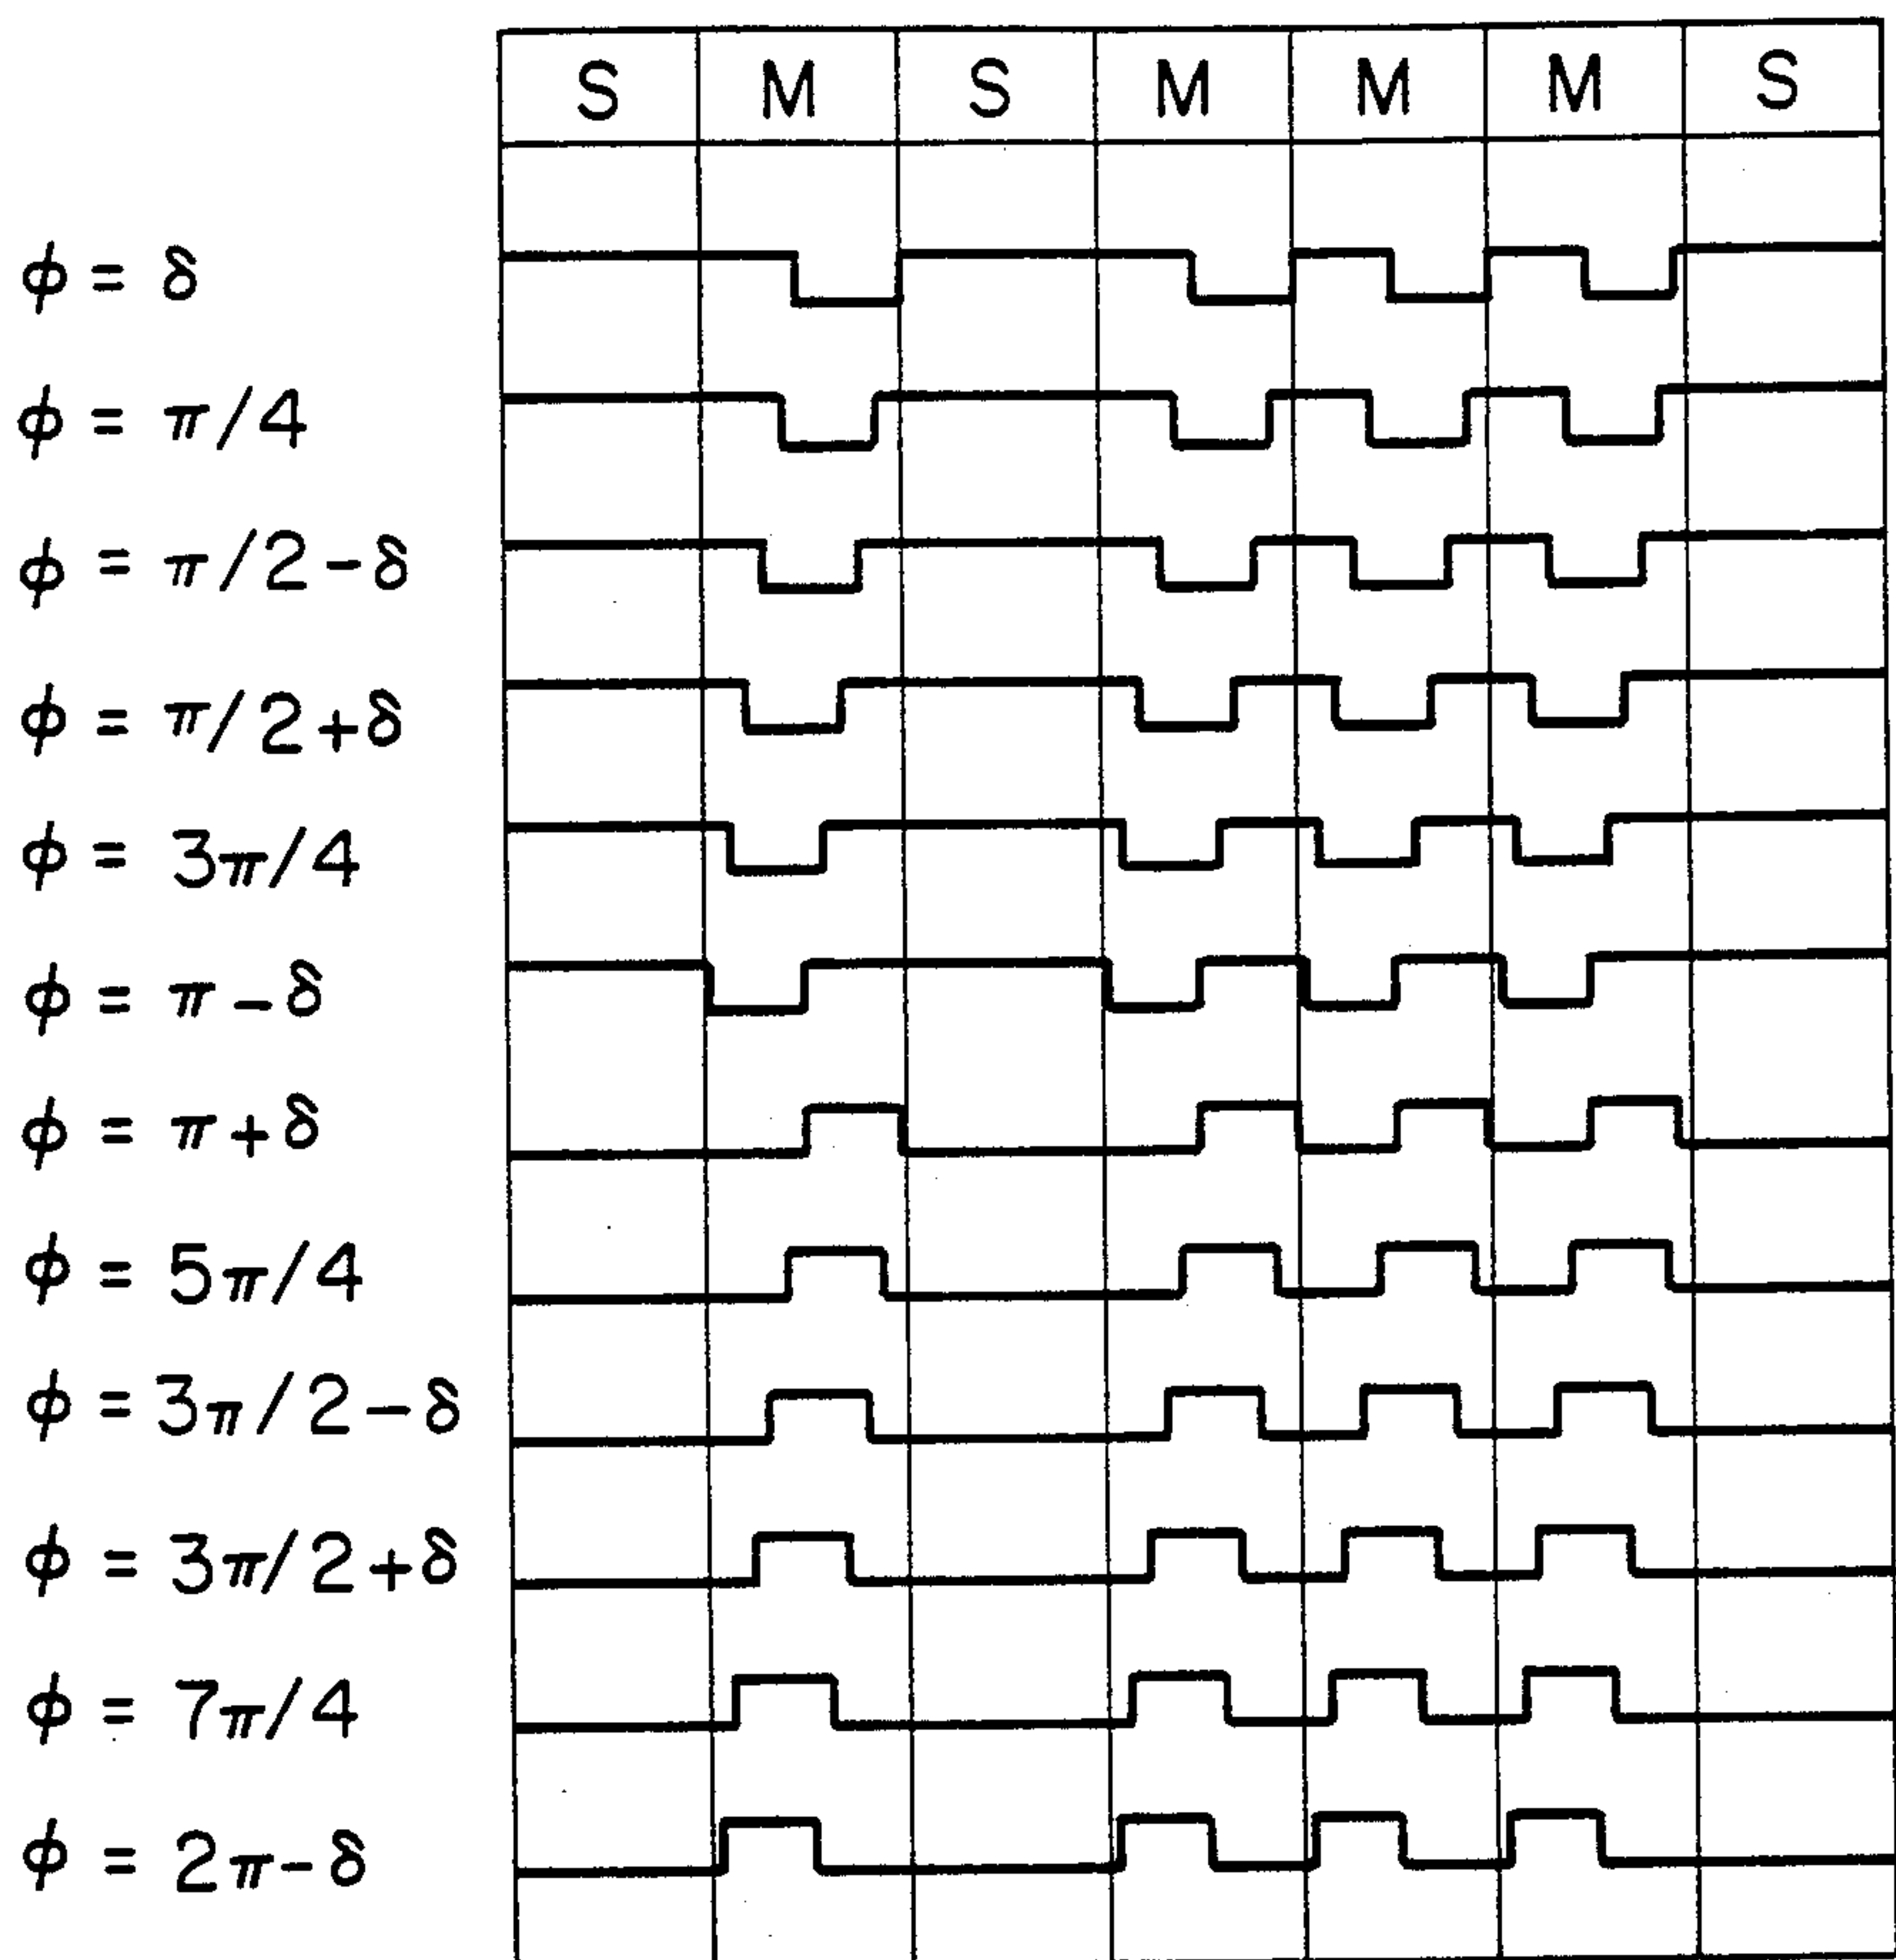 S M S M M M S
ϕ = δ
ϕ = π/4
ϕ = π/2-δ
ϕ = π/2+δ
ϕ = 3π/4
ϕ = π-δ
ϕ = π+δ
ϕ = 5π/4
ϕ = 3π/2-δ
ϕ = 3π/2+δ
ϕ = 7π/4
ϕ = 2π-δ